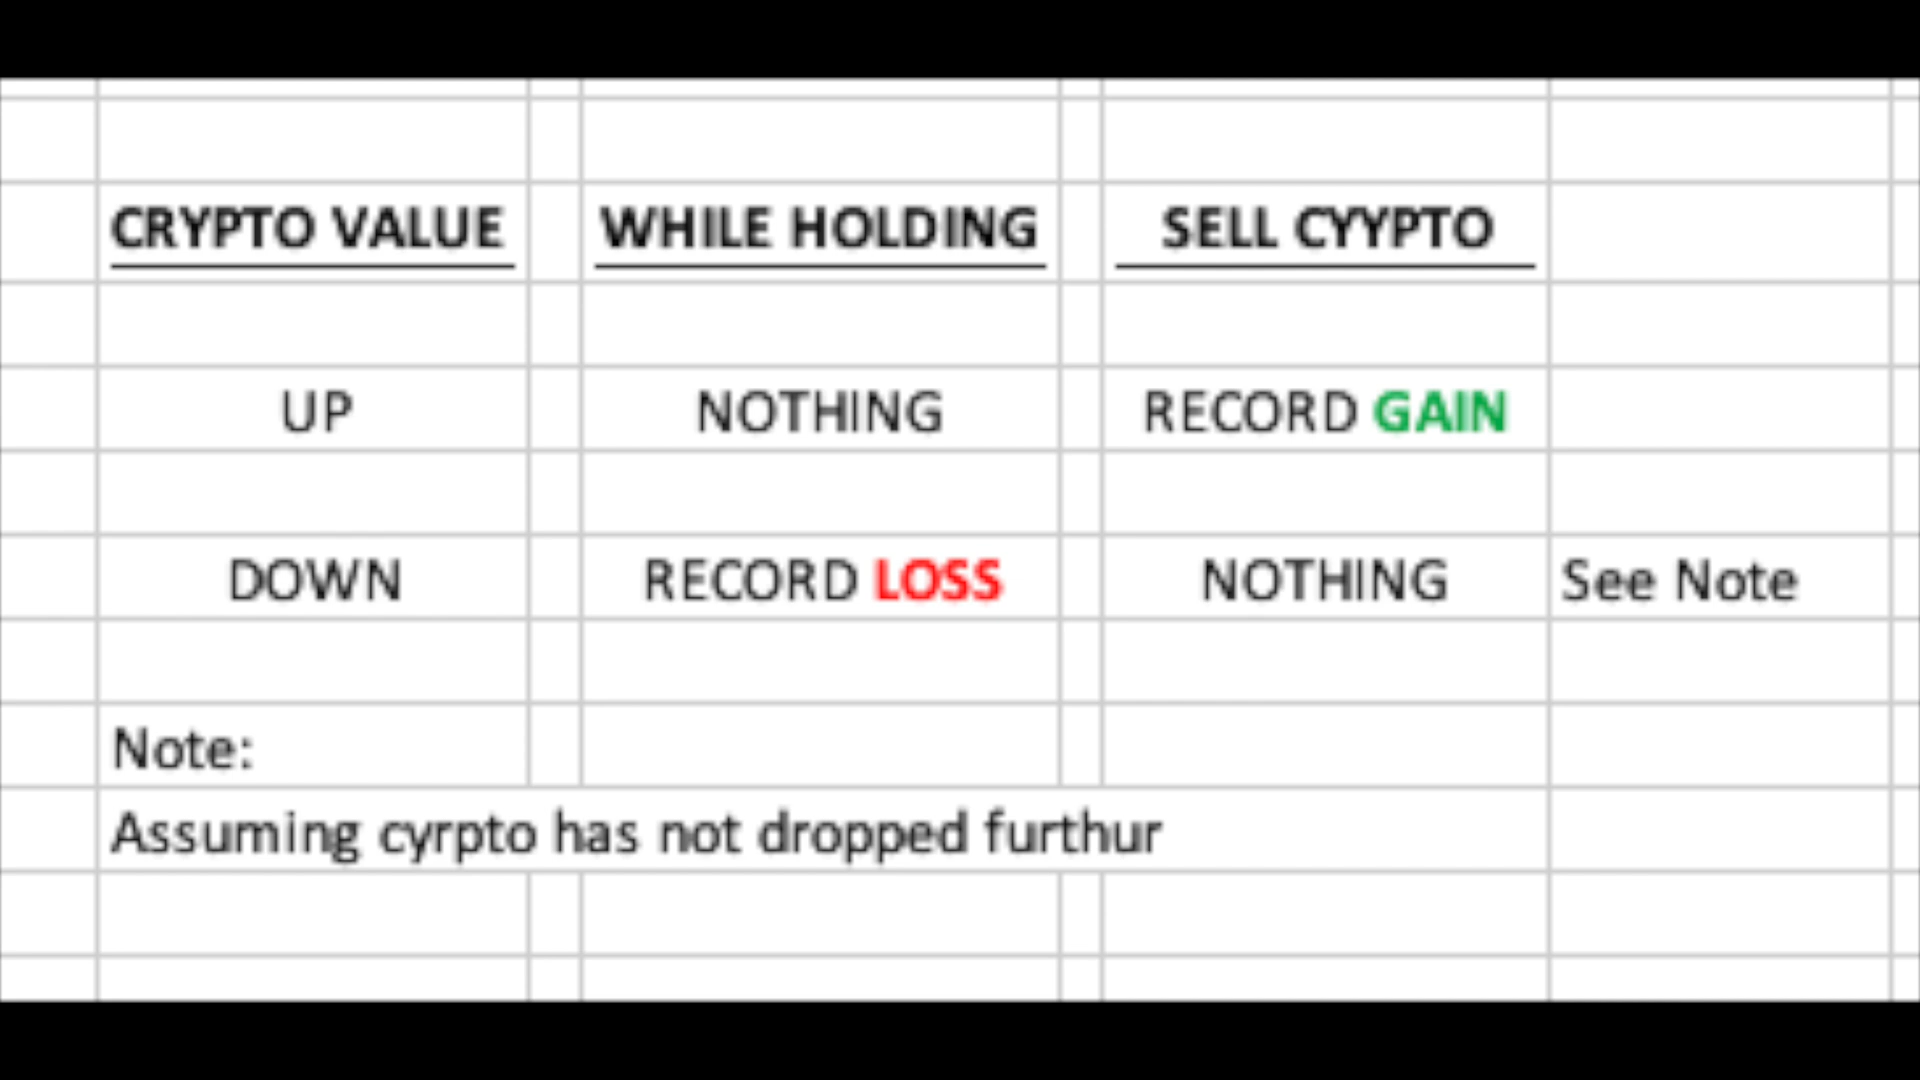 CRYPTO VALUE WHILE HOLDING SELL CYYPTO
UP NOTHING RECORD GAIN
DOWN RECORD LOSS NOTHING See Note
Note:
Assuming cyrpto has not dropped furthur